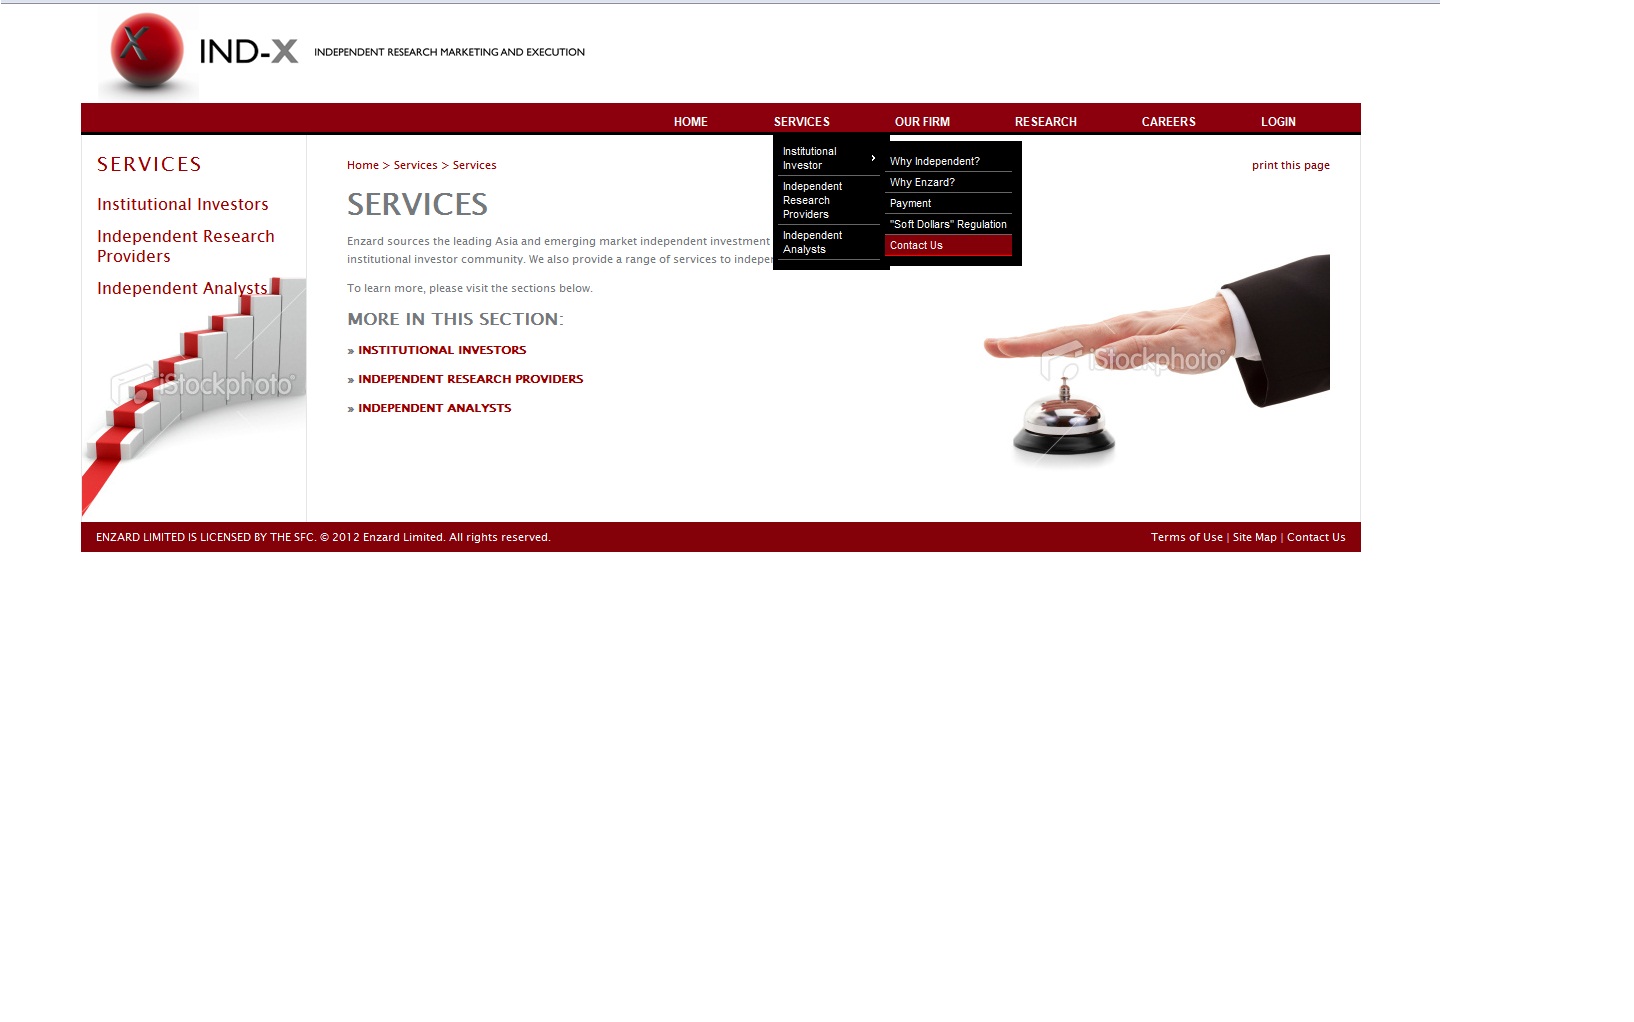 X
IND-X INDEPENDENT RESEARCH MARKETING AND EXECUTION
HOME SERVICES OUR FIRM RESEARCH CAREERS LOGIN
SERVICES
Institutional Investors
Independent Research
Providers
Independent Analysts
iStockphoto
Home > Services > Services
print this page
SERVICES
Enzard sources the leading Asia and emerging market independent investment
institutional investor community. We also provide a range of services to
To learn more, please visit the sections below.
MORE IN THIS SECTION:
» INSTITUTIONAL INVESTORS
» INDEPENDENT RESEARCH PROVIDERS
» INDEPENDENT ANALYSTS
Institutional
Investor ›
Independent
Research
Providers
Independent
Analysts
Why Independent?
Why Enzard?
Payment
"Soft Dollars" Regulation
Contact Us
iStockphoto
ENZARD LIMITED IS LICENSED BY THE SFC. © 2012 Enzard Limited. All rights reserved.
Terms of Use | Site Map | Contact Us